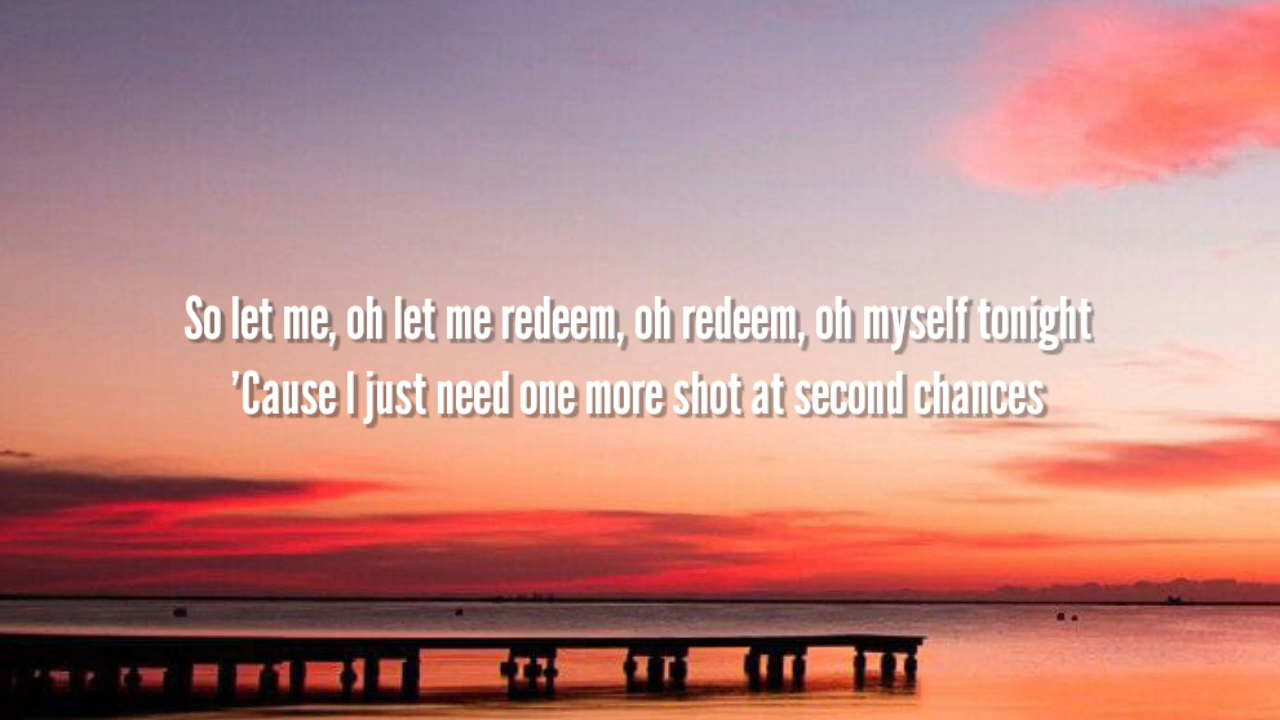 So let me, oh let me redeem, oh redeem, oh myself tonight
'Cause I just need one more shot at second chances